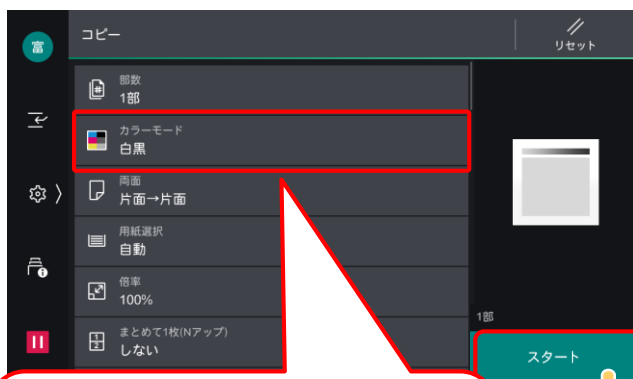 富
コピー
リセット
部数
1部
カラーモード
白黒
両面
片面→片面
用紙選択
自動
倍率
100%
まとめて1枚(Nアップ)
しない
1部
スタート